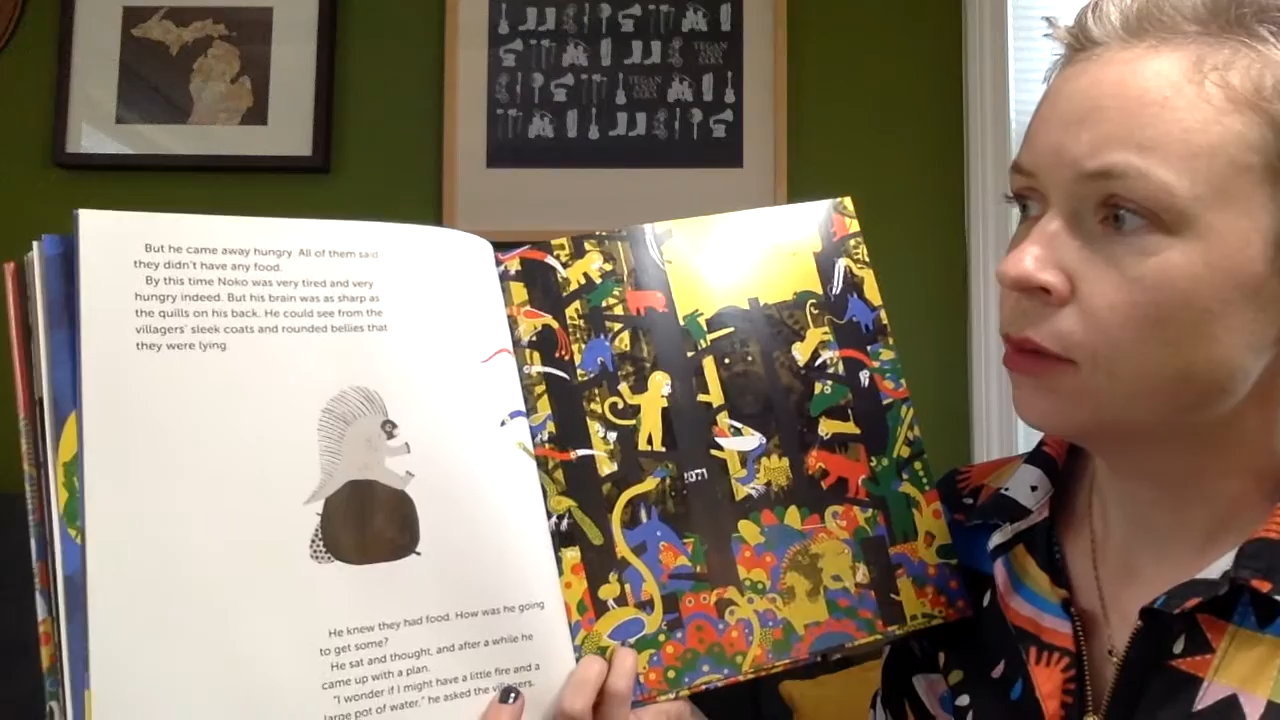 TEGAN
AND
SARA
TEGAN
AND
SARA
But he came away hungry. All of them said
they didn't have any food.
By this time Noko was very tired and very
hungry indeed. But his brain was as sharp as
the quills on his back. He could see from the
villagers' sleek coats and rounded bellies that
they were lying.
2071
He knew they had food. How was he going
to get some?
He sat and thought, and after a while he
came up with a plan.
"I wonder if I might have a little fire and a
large pot of water," he asked the villagers.